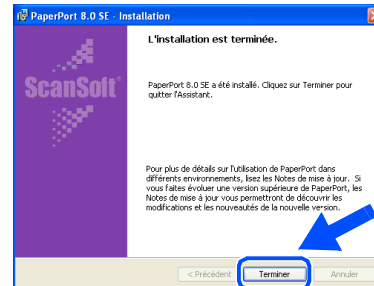 PaperPort 8.0 SE - Installation
L'installation est terminée.
ScanSoft®
PaperPort 8.0 SE a été installé. Cliquez sur Terminer pour
quitter l'Assistant.
Pour plus de détails sur l'utilisation de PaperPort dans
différents environnements, lisez les Notes de mise à jour. Si
vous faites évoluer une version supérieure de PaperPort, les
Notes de mise à jour vous permettront de découvrir les
modifications et les nouveautés de la nouvelle version.
< Précédent Terminer Annuler